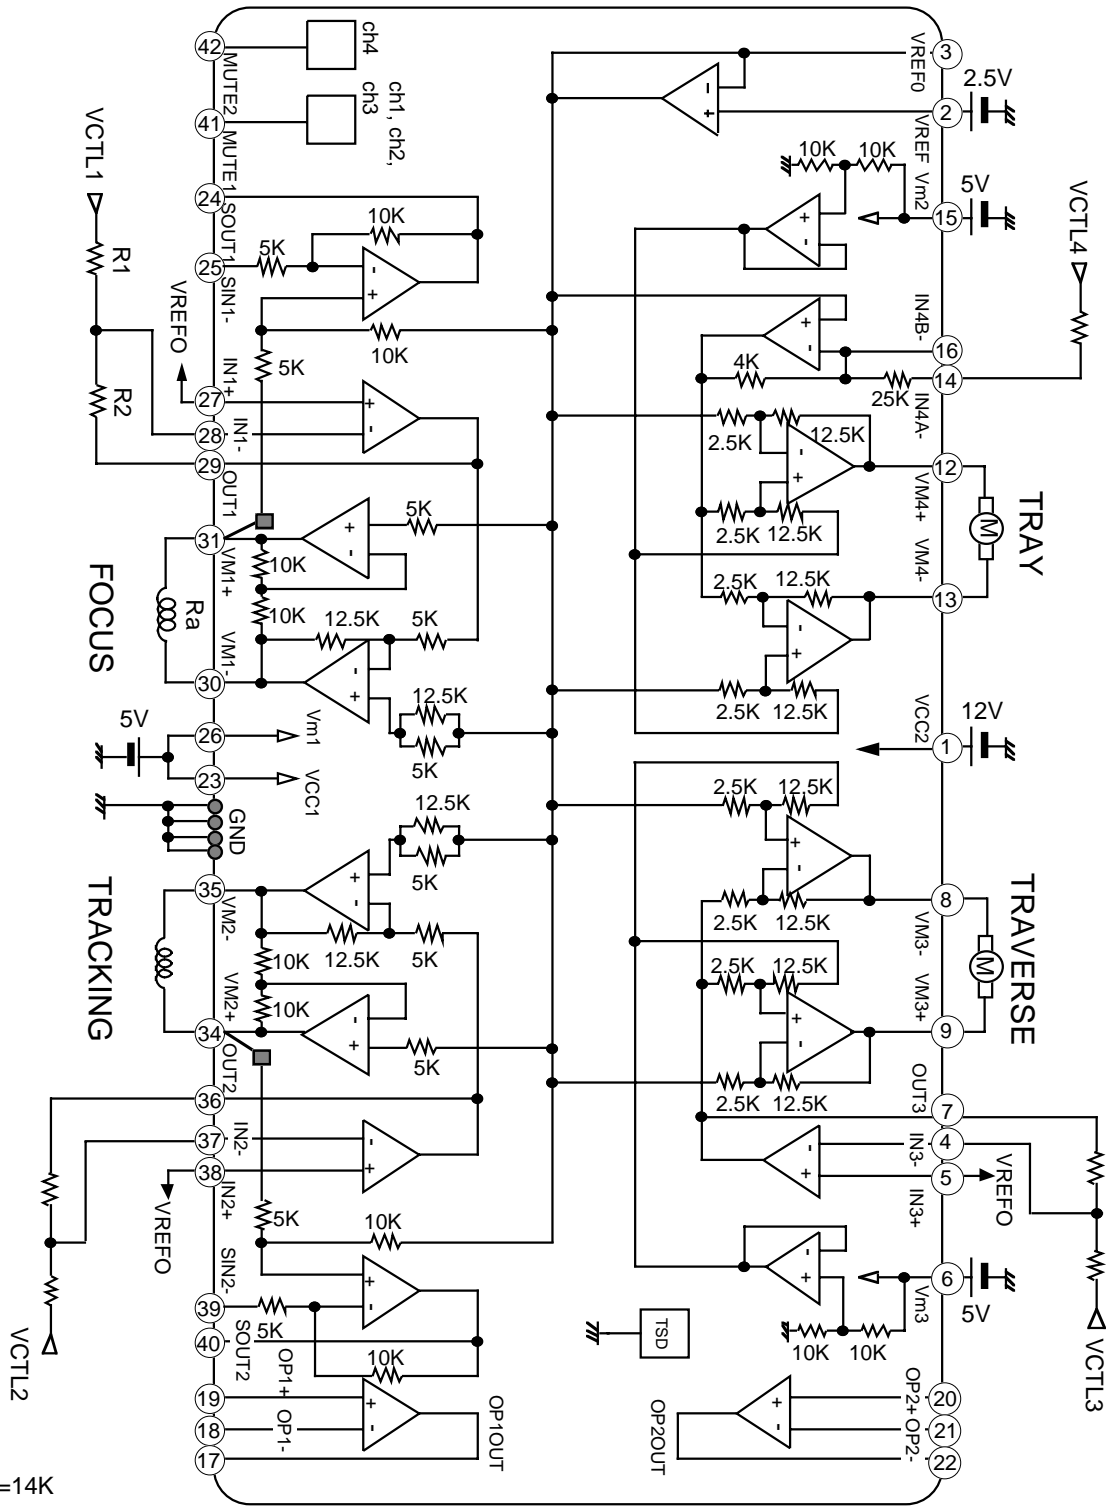 42
MUTE2
ch4
41
MUTE1
ch1, ch2,
ch3
24
SOUT1
10K
5K
25
SIN1-
10K
5K
VCTL1
R1
R2
VREFO
IN1+
27
28
IN1-
29
OUT1
31
VM1+
5K
10K
10K
Ra
FOCUS
12.5K
5K
VM1-
30
12.5K
5K
5V
26
Vm1
23
VCC1
GND
12.5K
5K
TRACKING
35
VM2-
12.5K
5K
10K
10K
VM2+
34
OUT2
5K
36
37
IN2-
38
IN2+
VREFO
5K
10K
SIN2-
39
5K
40
SOUT2
10K
VCTL2
19
OP1+
18
OP1-
17
OP1OUT
=14K
3
VREF0
2.5V
2
VREF
10K
10K
Vm2
5V
15
VCTL4
IN4B-
16
4K
14
25K
IN4A-
2.5K
12.5K
12
VM4+
2.5K
12.5K
M
TRAY
VM4-
2.5K
12.5K
13
2.5K
12.5K
VCC2
12V
1
2.5K
12.5K
8
VM3-
2.5K
12.5K
M
TRAVERSE
2.5K
12.5K
VM3+
9
2.5K
12.5K
OUT3
7
IN3-
4
5
IN3+
VREFO
VCTL3
6
Vm3
5V
10K
10K
TSD
OP2+
20
21
OP2-
22
OP2OUT
+
-